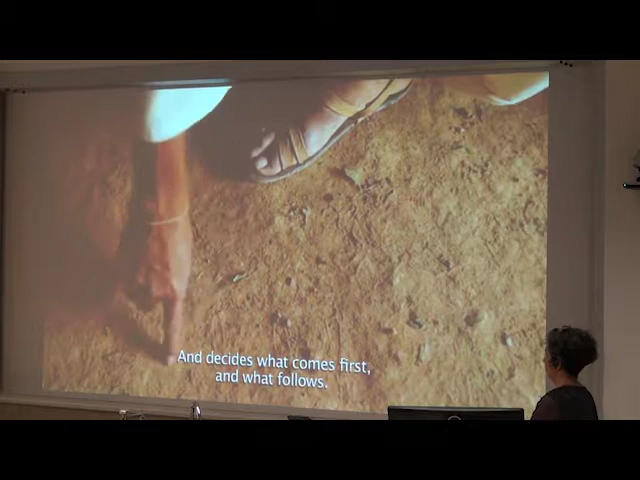 And decides what comes first,
and what follows.